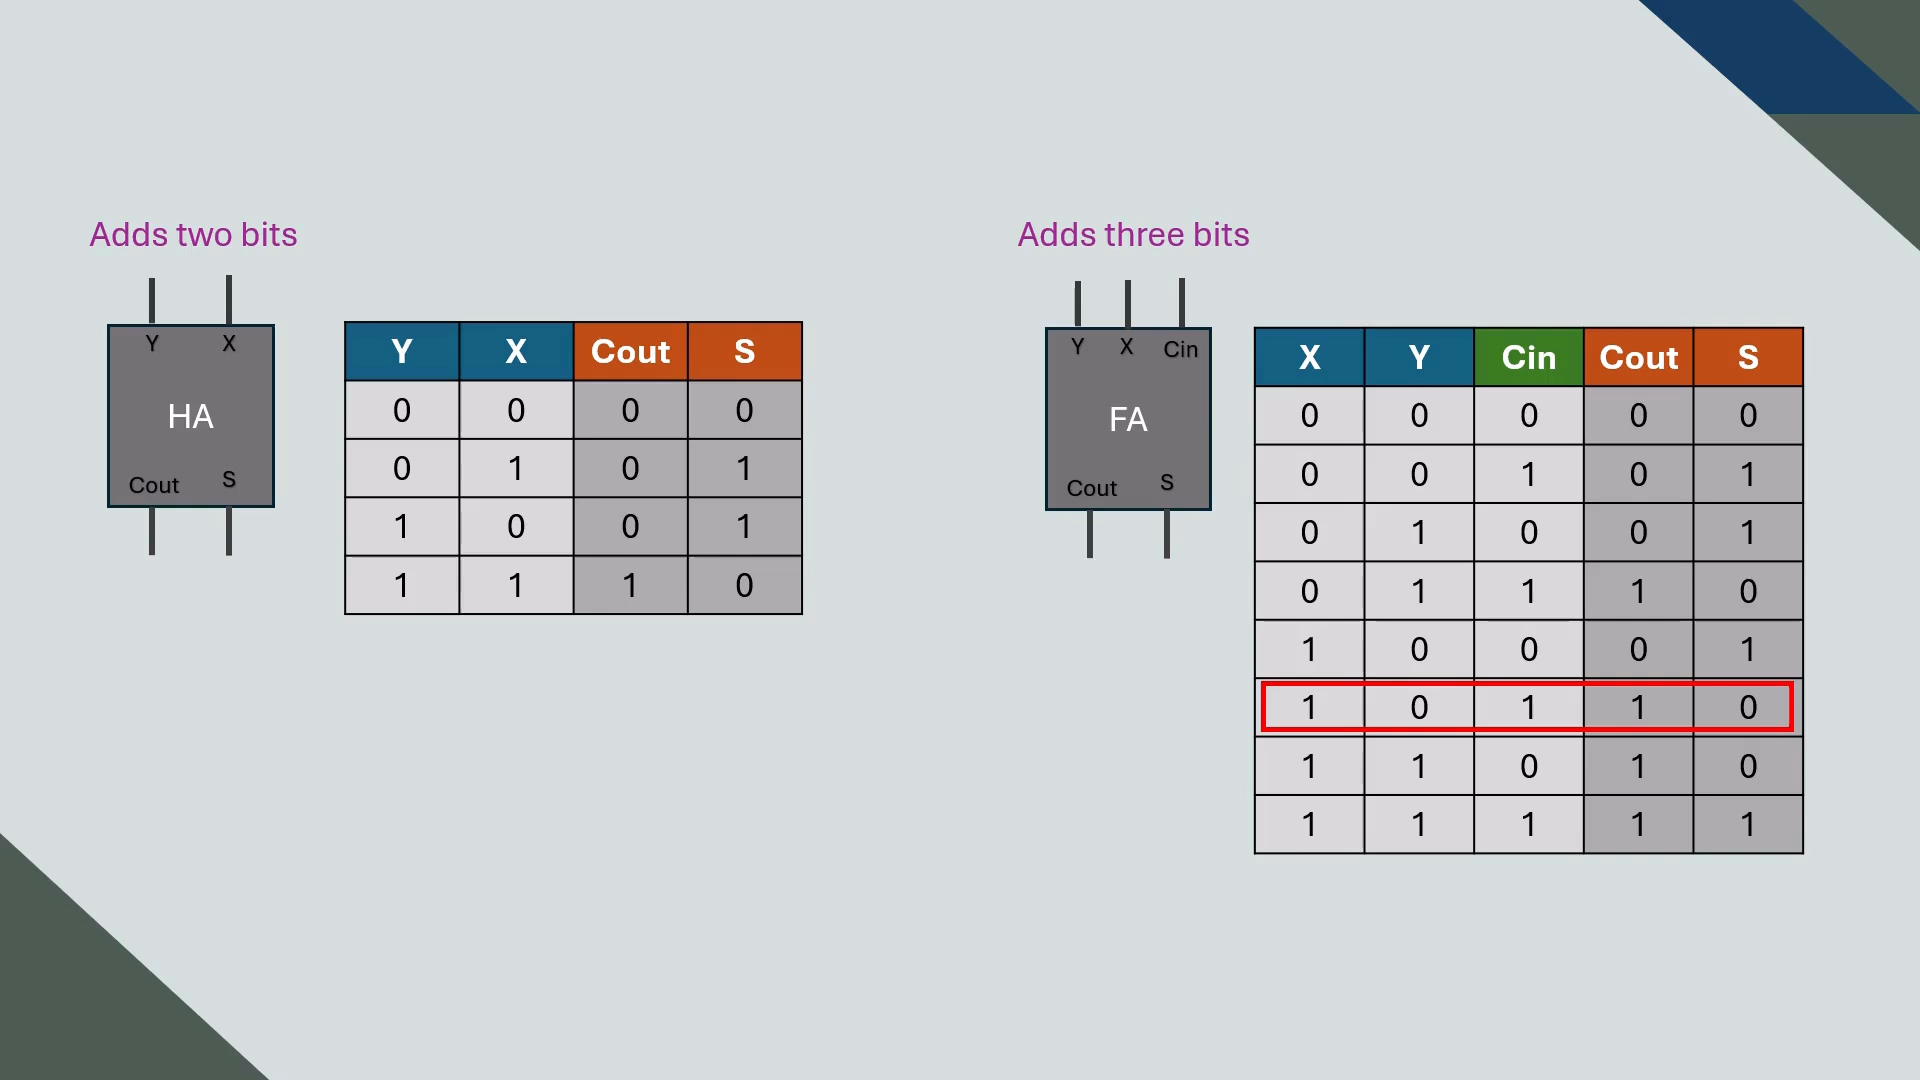 Adds two bits
Y X
HA
Cout S
Y X Cout S
0 0 0 0
0 1 0 1
1 0 0 1
1 1 1 0
Adds three bits
Y X Cin
FA
Cout S
X Y Cin Cout S
0 0 0 0 0
0 0 1 0 1
0 1 0 0 1
0 1 1 1 0
1 0 0 0 1
1 0 1 1 0
1 1 0 1 0
1 1 1 1 1